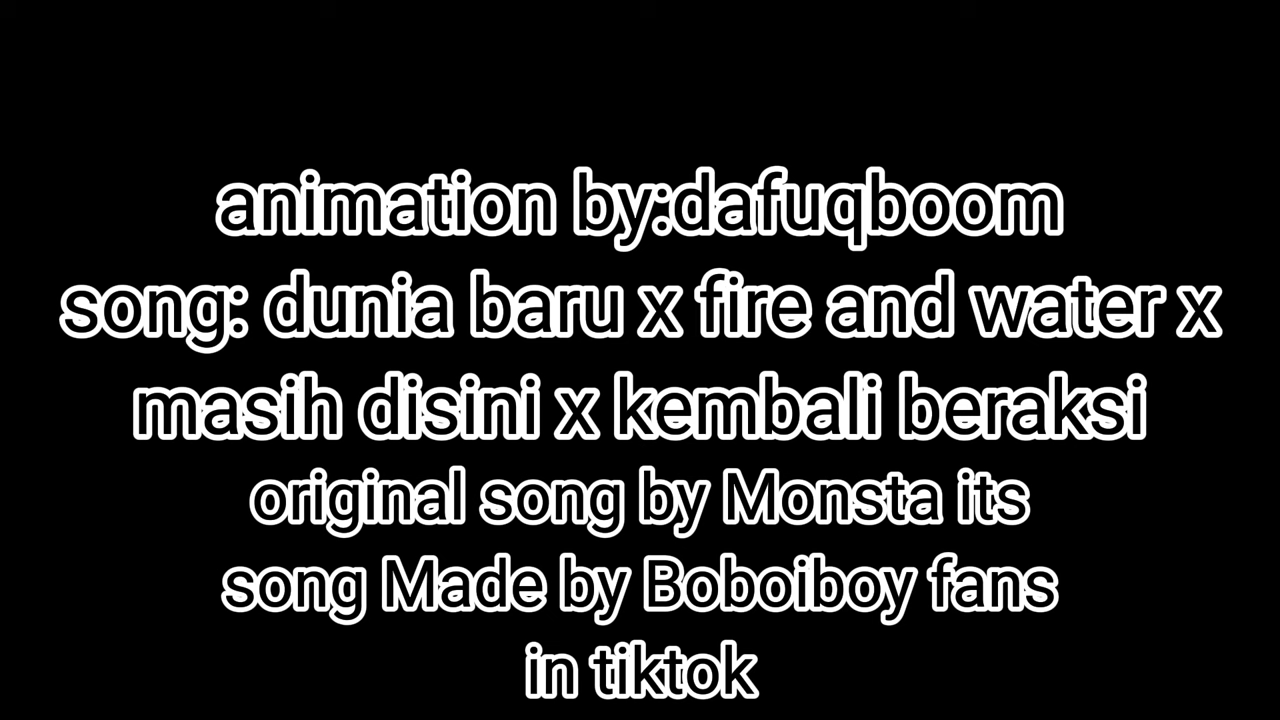 animation by:dafuqboom
song: dunia baru x fire and water x
masih disini x kembali beraksi
original song by Monsta its
song Made by Boboiboy fans
in tiktok